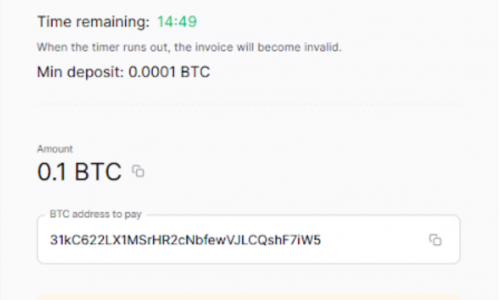 Time remaining: 14:49
When the timer runs out, the invoice will become invalid.
Min deposit: 0.0001 BTC
Amount
0.1 BTC
BTC address to pay
31kC622LX1MSrHR2cNbfewVJLCQshF7iW5